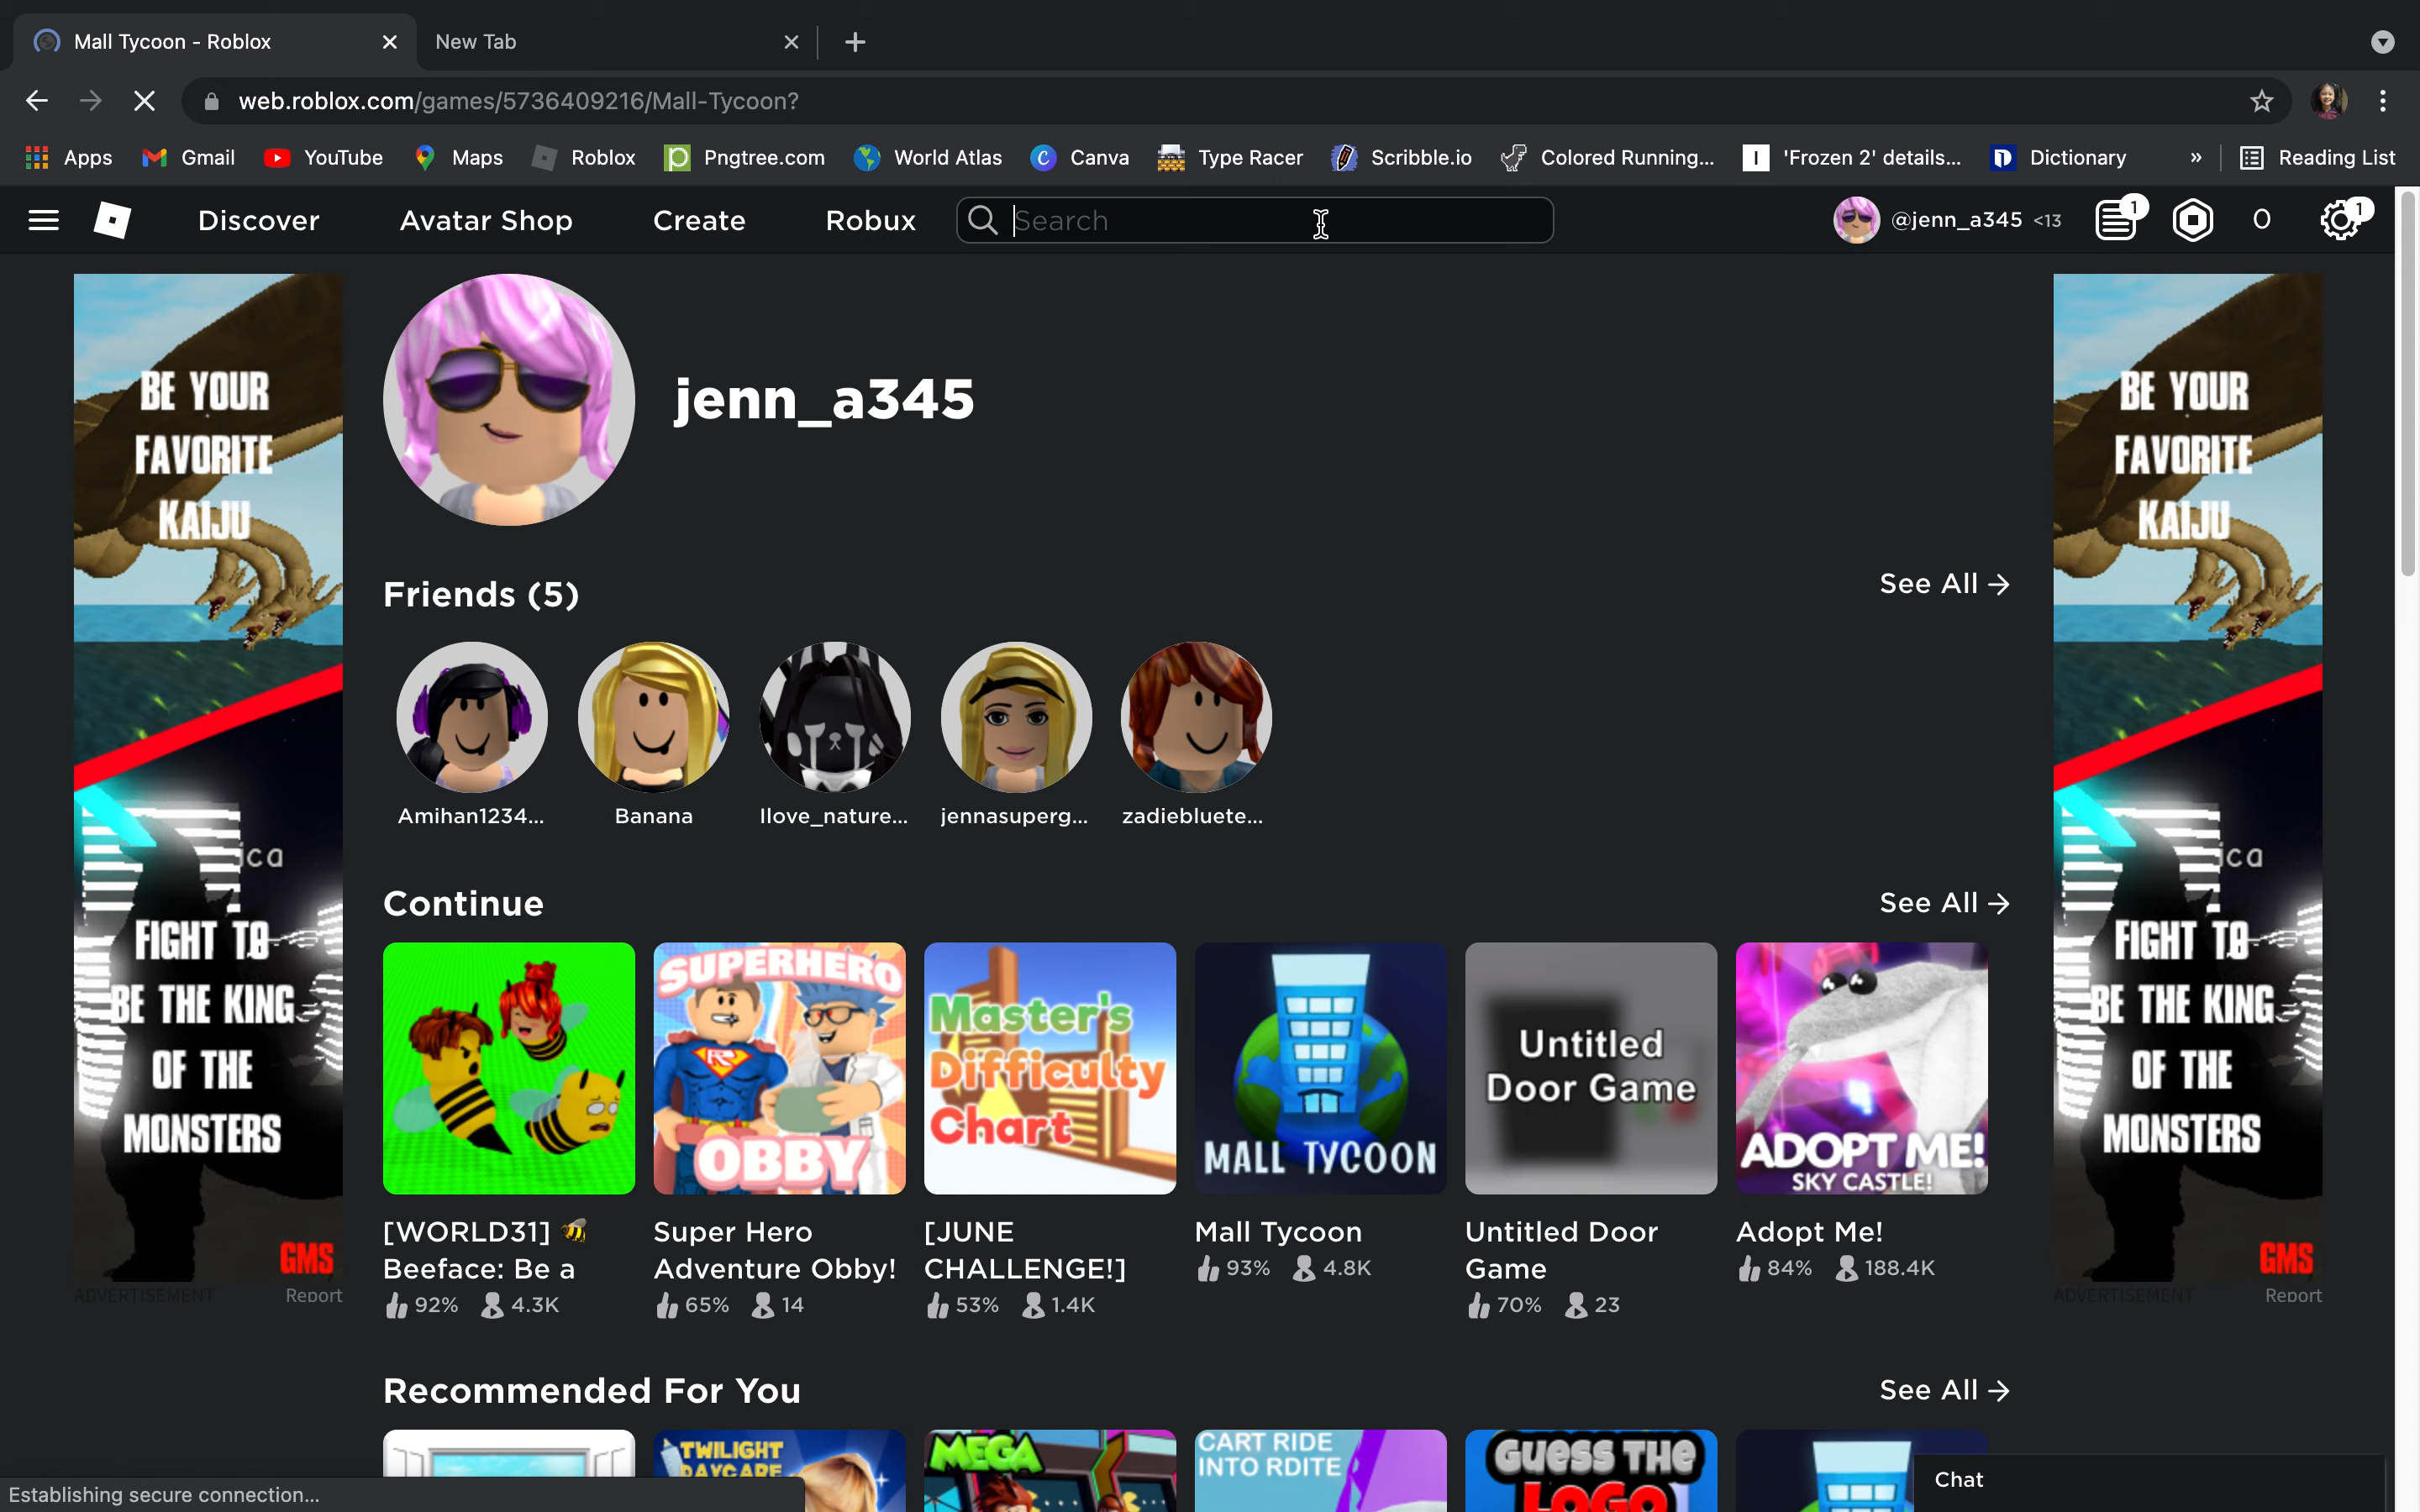 Mall Tycoon - Roblox
New Tab
web.roblox.com/games/5736409216/Mall-Tycoon?
Apps Gmail YouTube Maps Roblox Pngtree.com World Atlas Canva Type Racer Scribble.io Colored Running... 'Frozen 2' details... Dictionary » Reading List
Discover Avatar Shop Create Robux Search @jenn_a345 <13 1 0 1
BE YOUR
FAVORITE
KAIJU
FIGHT TO
BE THE KING
OF THE
MONSTERS
GMS
ADVERTISEMENT Report
jenn_a345
Friends (5) See All →
Amihan1234... Banana Ilove_nature... jennasuperg... zadiebluete...
Continue See All →
SUPERHERO
OBBY
Master's
Difficulty
Chart
MALL TYCOON
Untitled
Door Game
ADOPT ME!
SKY CASTLE!
[WORLD31] 🐝
Beeface: Be a
92% 4.3K
Super Hero
Adventure Obby!
65% 14
[JUNE
CHALLENGE!]
53% 1.4K
Mall Tycoon
93% 4.8K
Untitled Door
Game
70% 23
Adopt Me!
84% 188.4K
Recommended For You See All →
TWILIGHT
DAYCARE
MEGA
CART RIDE
INTO RDITE
GUESS THE
LOGO
BE YOUR
FAVORITE
KAIJU
FIGHT TO
BE THE KING
OF THE
MONSTERS
GMS
ADVERTISEMENT Report
Chat
Establishing secure connection...